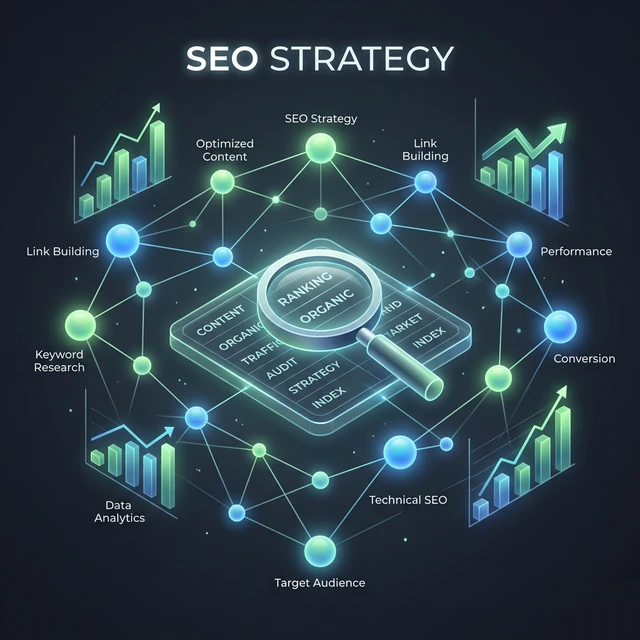 SEO STRATEGY
SEO Strategy
Optimized
Content
Link
Building
Link Building
Performance
Keyword
Research
Conversion
RANKING
ORGANIC
CONTENT
ORGANIC
TRAFFIC
AUDIT
STRATEGY
INDEX
INDEX
Data
Analytics
Technical SEO
Target Audience